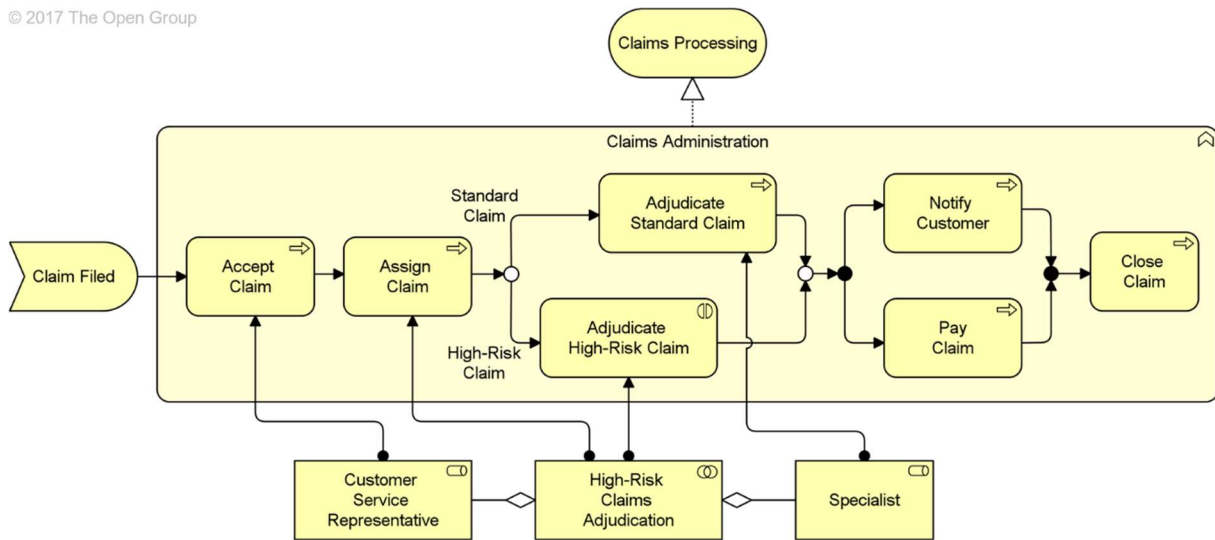 © 2017 The Open Group
Claims Processing
Claims Administration
Standard
Claim
Adjudicate
Standard Claim
Notify
Customer
Claim Filed
Accept
Claim
Assign
Claim
Close
Claim
High-Risk
Claim
Adjudicate
High-Risk Claim
Pay
Claim
Customer
Service
Representative
High-Risk
Claims
Adjudication
Specialist